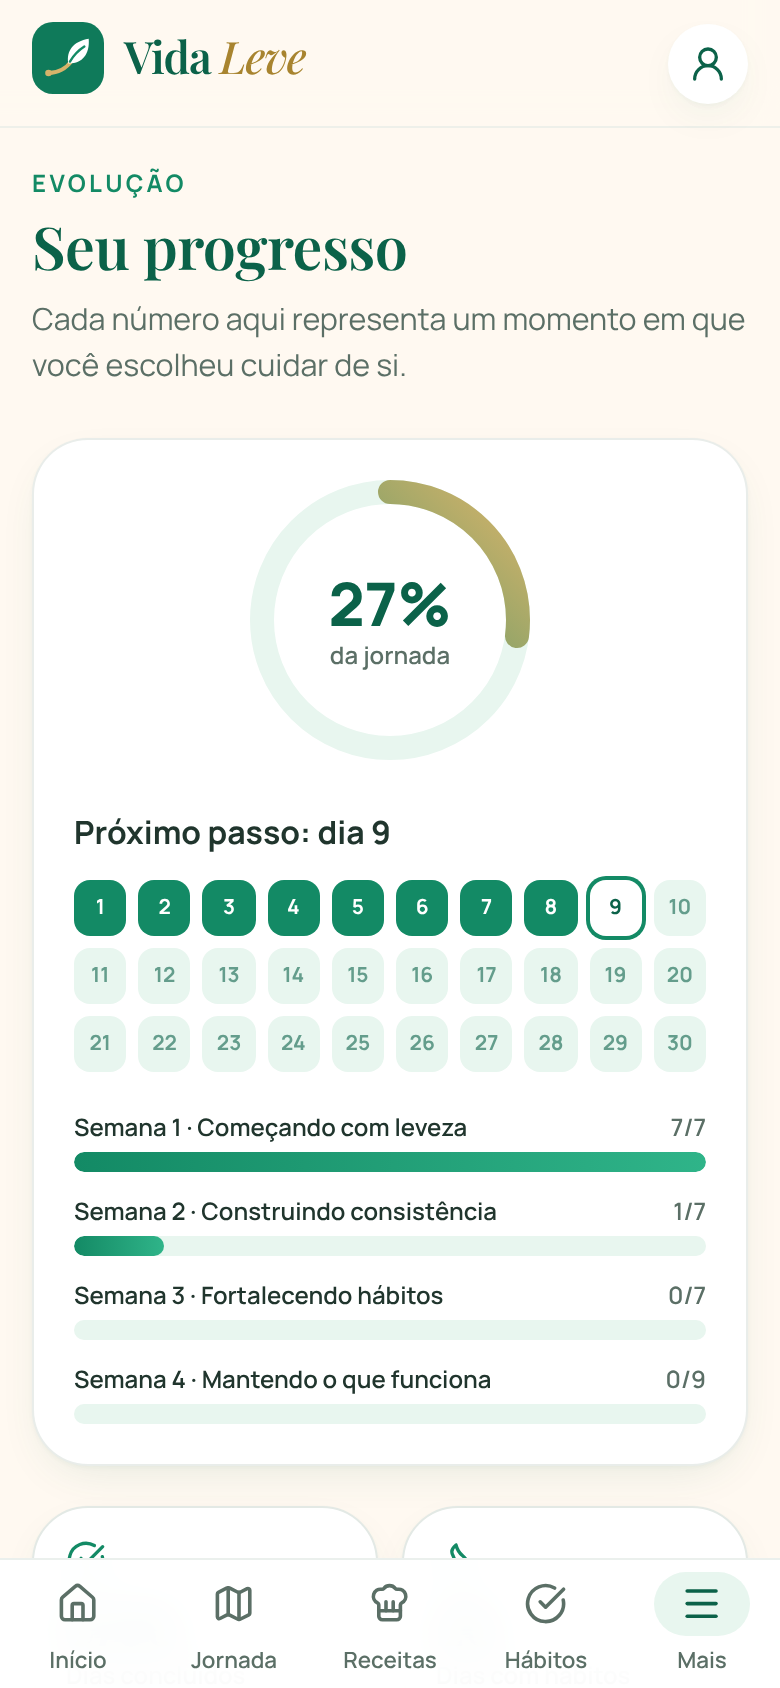 Vida Leve
EVOLUÇÃO
Seu progresso
Cada número aqui representa um momento em que
você escolheu cuidar de si.
27%
da jornada
Próximo passo: dia 9
1 2 3 4 5 6 7 8 9 10
11 12 13 14 15 16 17 18 19 20
21 22 23 24 25 26 27 28 29 30
Semana 1 · Começando com leveza 7/7
Semana 2 · Construindo consistência 1/7
Semana 3 · Fortalecendo hábitos 0/7
Semana 4 · Mantendo o que funciona 0/9
Início Jornada Receitas Hábitos Mais